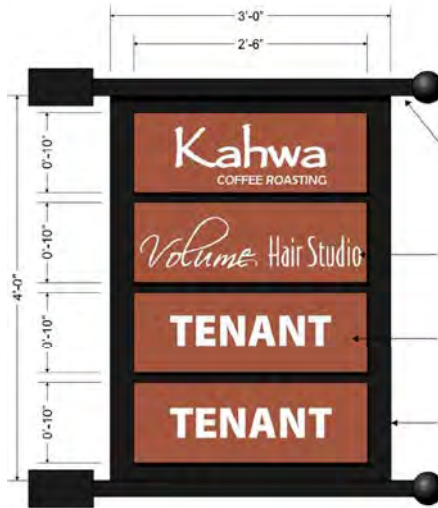 3'-0"
2'-6"
0'-10"
Kahwa
COFFEE ROASTING
0'-10"
Volume Hair Studio
4'-0"
0'-10"
TENANT
0'-10"
TENANT